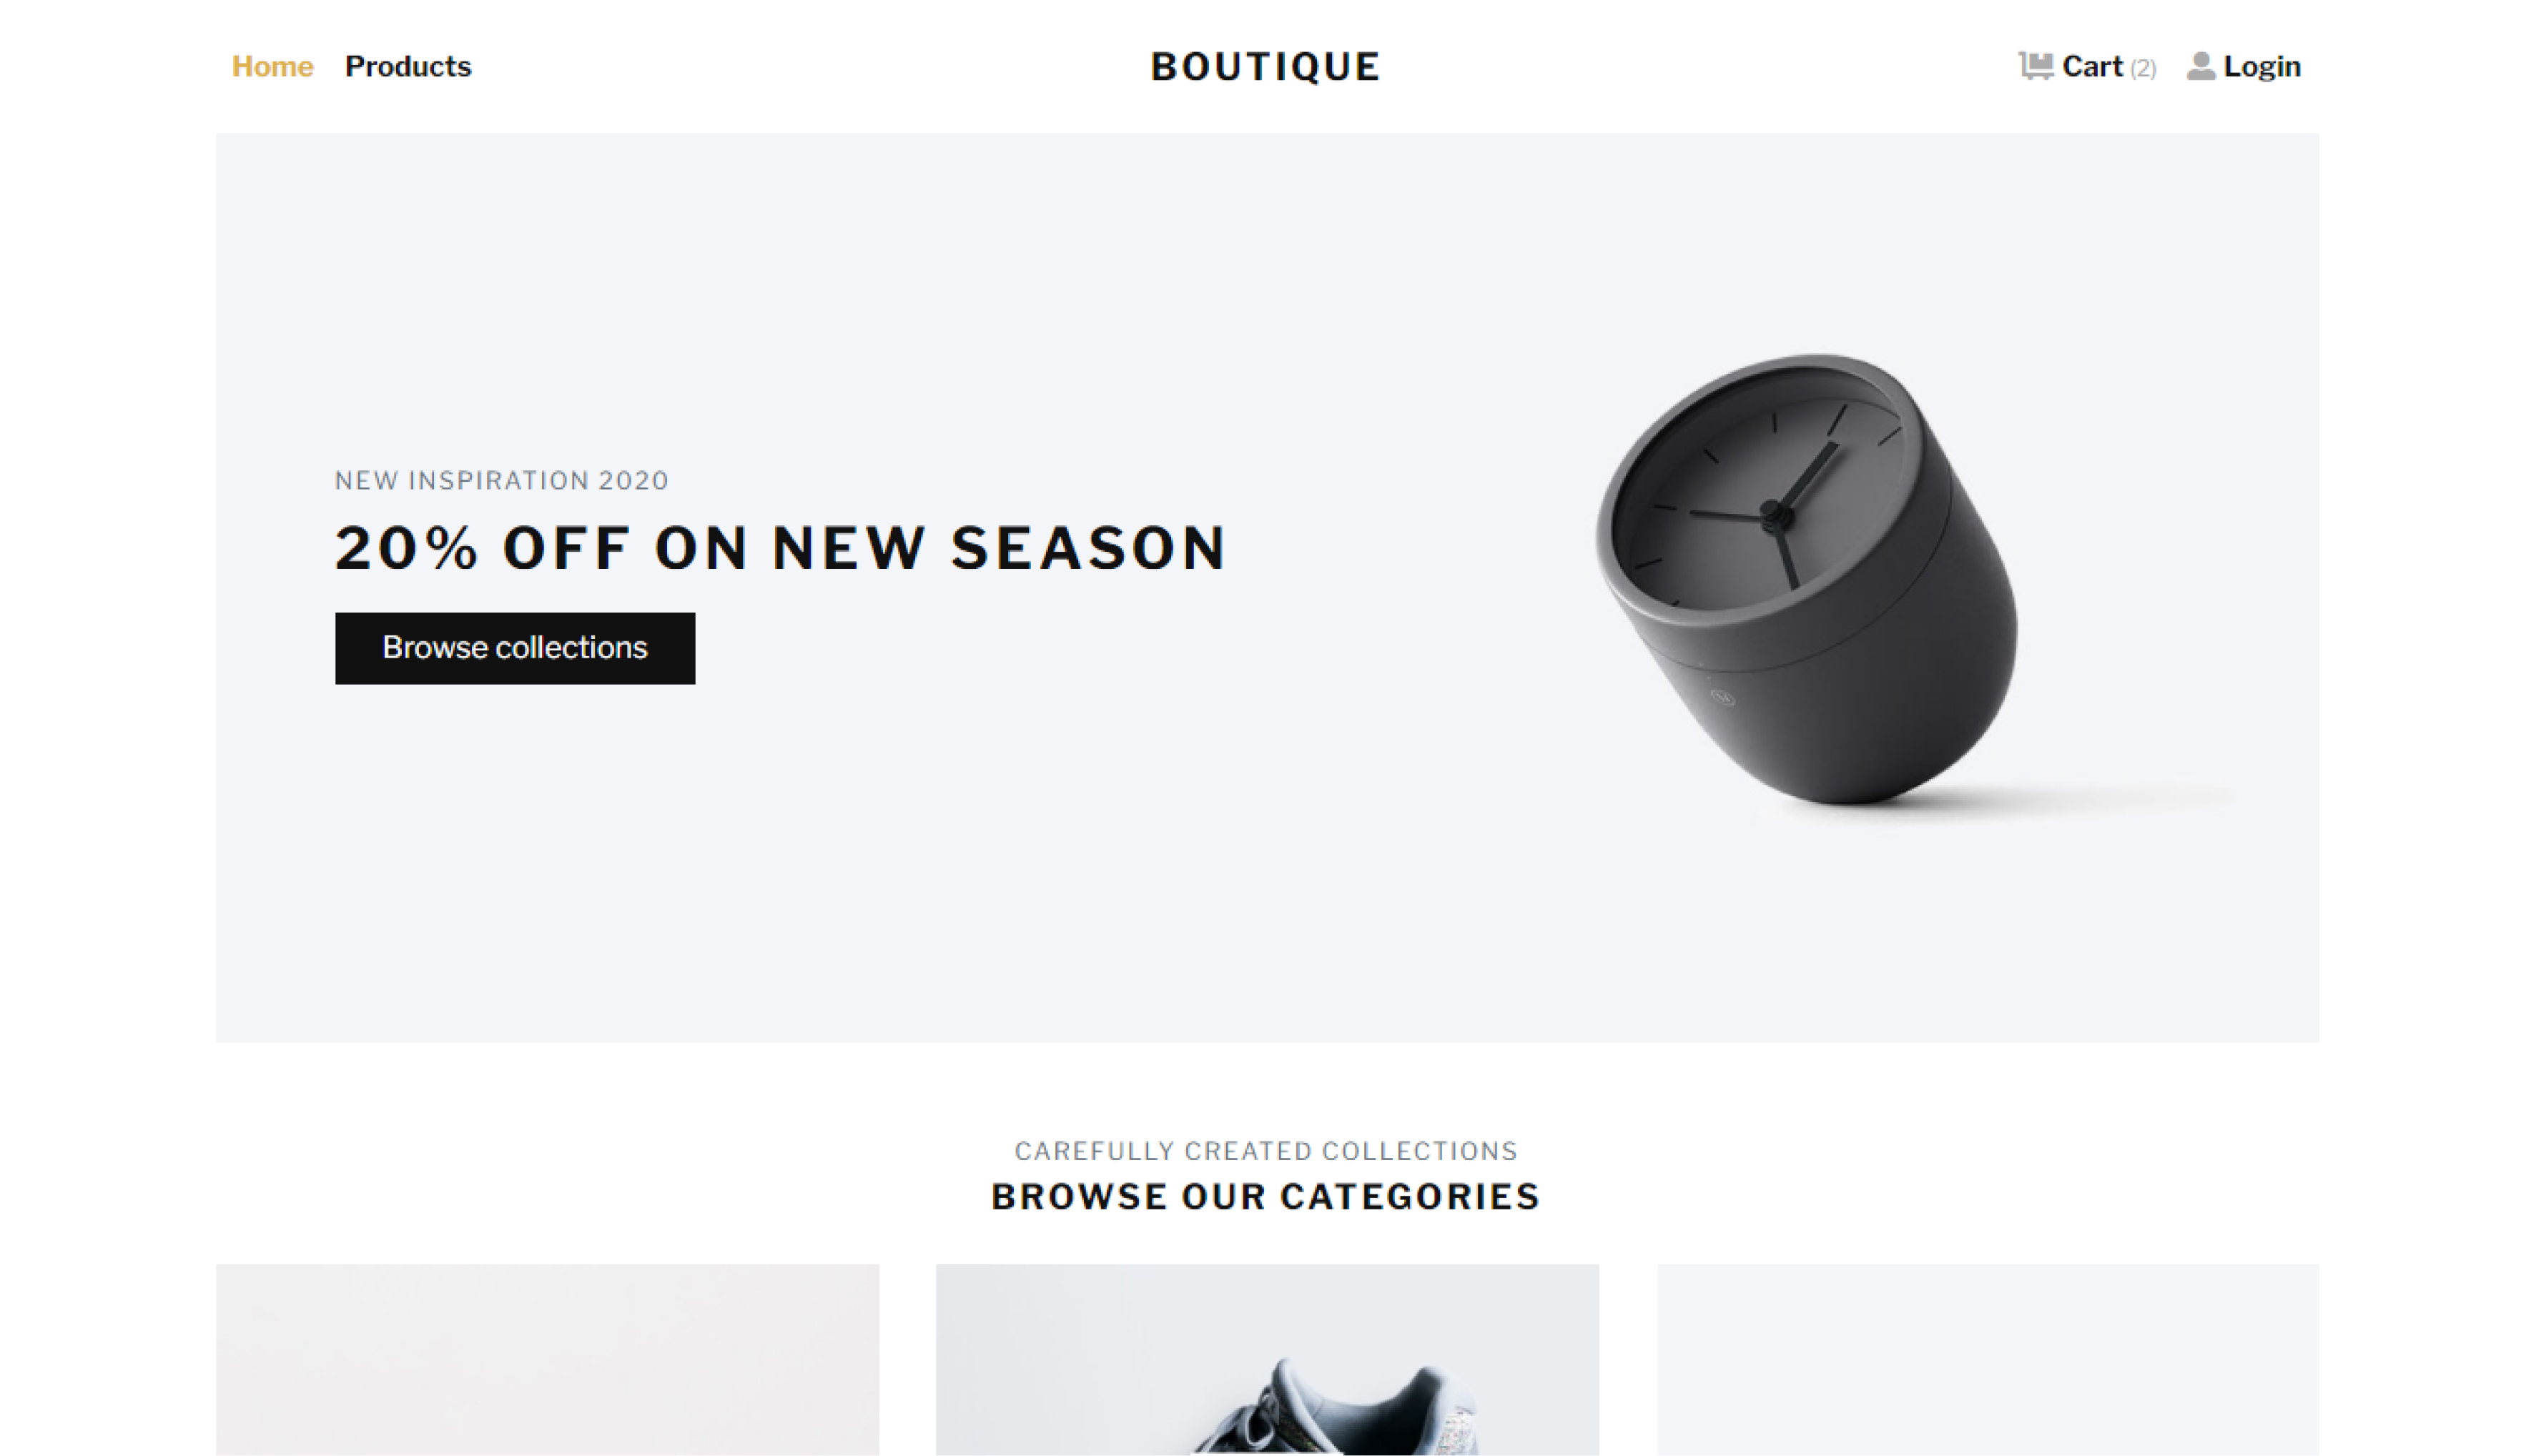 Home Products BOUTIQUE Cart (2) Login
NEW INSPIRATION 2020
20% OFF ON NEW SEASON
Browse collections
CAREFULLY CREATED COLLECTIONS
BROWSE OUR CATEGORIES